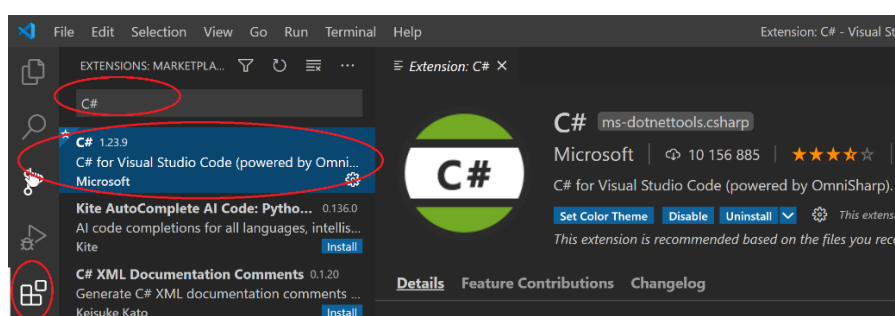 File Edit Selection View Go Run Terminal Help Extension: C# - Visual St
EXTENSIONS: MARKETPLA... ···
C#
C# 1.23.9
C# for Visual Studio Code (powered by Omni...
Microsoft
Kite AutoComplete AI Code: Pytho... 0.136.0
AI code completions for all languages, intellis...
Kite Install
C# XML Documentation Comments 0.1.20
Generate C# XML documentation comments ...
Keisuke Kato Install
Extension: C# ×
C#
C# ms-dotnettools.csharp
Microsoft | 10 156 885 |
C# for Visual Studio Code (powered by OmniSharp).
Set Color Theme Disable Uninstall This extens
This extension is recommended based on the files you rece
Details Feature Contributions Changelog